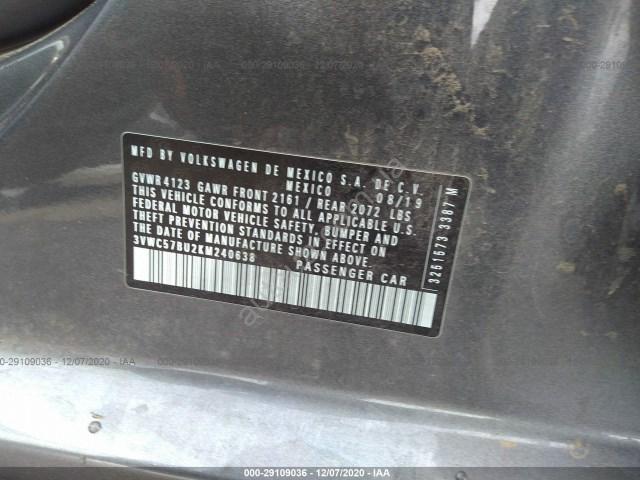 MFD BY VOLKSWAGEN DE MEXICO S.A. DE C.V.
MEXICO 08/19
GVWR 4123 GAWR FRONT 2161 / REAR 2072 LBS
THIS VEHICLE CONFORMS TO ALL APPLICABLE U.S.
FEDERAL MOTOR VEHICLE SAFETY, BUMPER AND
THEFT PREVENTION STANDARDS IN EFFECT ON
THE DATE OF MANUFACTURE SHOWN ABOVE.
3VWC57BU2KM240638 PASSENGER CAR
3261673 3387 M
000-29109036 - 12/07/2020 - IAA